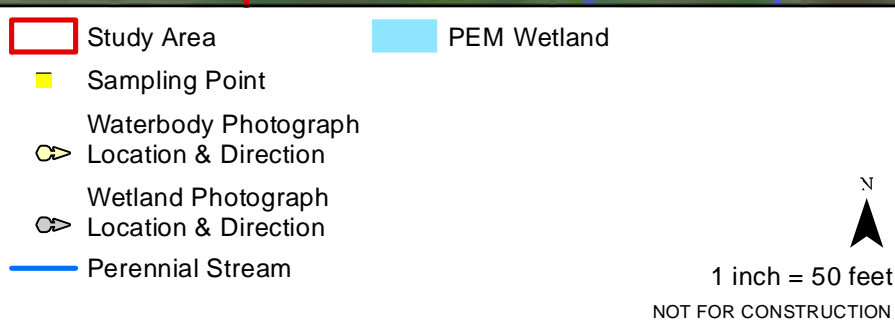 Study Area
PEM Wetland
Sampling Point
Waterbody Photograph
Location & Direction
Wetland Photograph
Location & Direction
Perennial Stream
N
1 inch = 50 feet
NOT FOR CONSTRUCTION